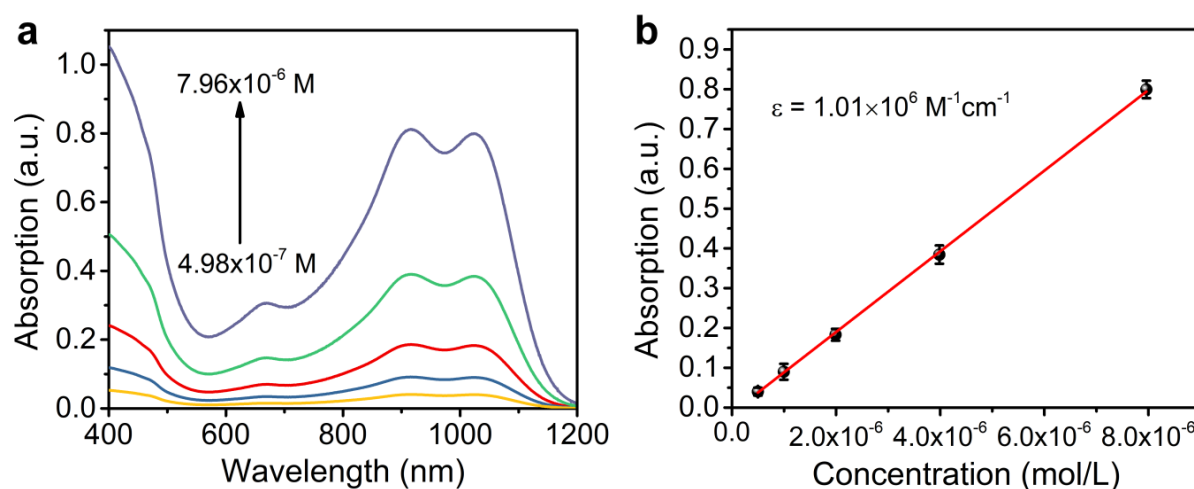 a
1.0
0.8
0.6
0.4
0.2
0.0
7.96x10⁻⁶ M
4.98x10⁻⁷ M
400
600
800
1000
1200
Absorption (a.u.)
Wavelength (nm)
b
0.9
0.8
0.7
0.6
0.5
0.4
0.3
0.2
0.1
0.0
ε = 1.01×10⁶ M⁻¹cm⁻¹
0.0
2.0x10⁻⁶
4.0x10⁻⁶
6.0x10⁻⁶
8.0x10⁻⁶
Absorption (a.u.)
Concentration (mol/L)